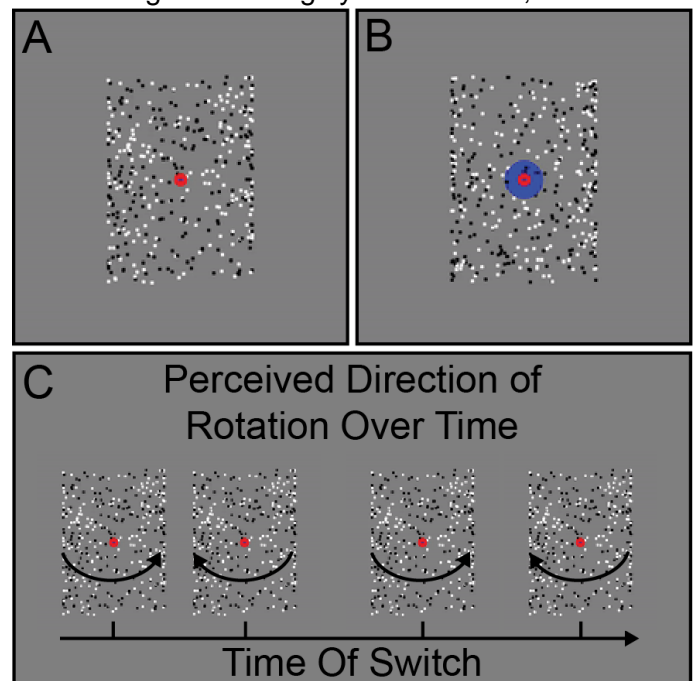 A
B
C
Perceived Direction of
Rotation Over Time
Time Of Switch